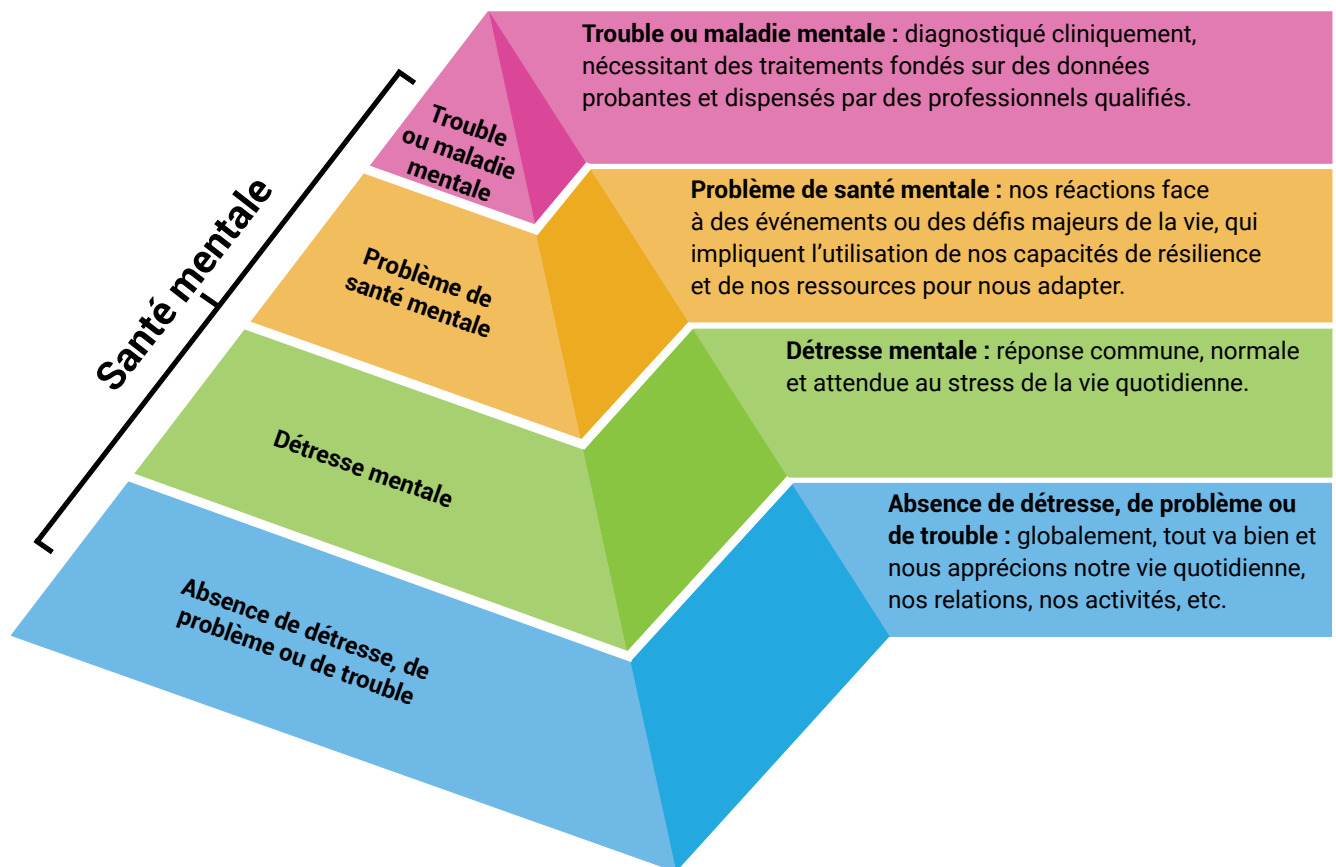 Santé mentale
Trouble
ou maladie
mentale
Trouble ou maladie mentale : diagnostiqué cliniquement,
nécessitant des traitements fondés sur des données
probantes et dispensés par des professionnels qualifiés.
Problème de
santé mentale
Problème de santé mentale : nos réactions face
à des événements ou des défis majeurs de la vie, qui
impliquent l’utilisation de nos capacités de résilience
et de nos ressources pour nous adapter.
Détresse mentale
Détresse mentale : réponse commune, normale
et attendue au stress de la vie quotidienne.
Absence de détresse, de
problème ou de trouble
Absence de détresse, de problème ou
de trouble : globalement, tout va bien et
nous apprécions notre vie quotidienne,
nos relations, nos activités, etc.